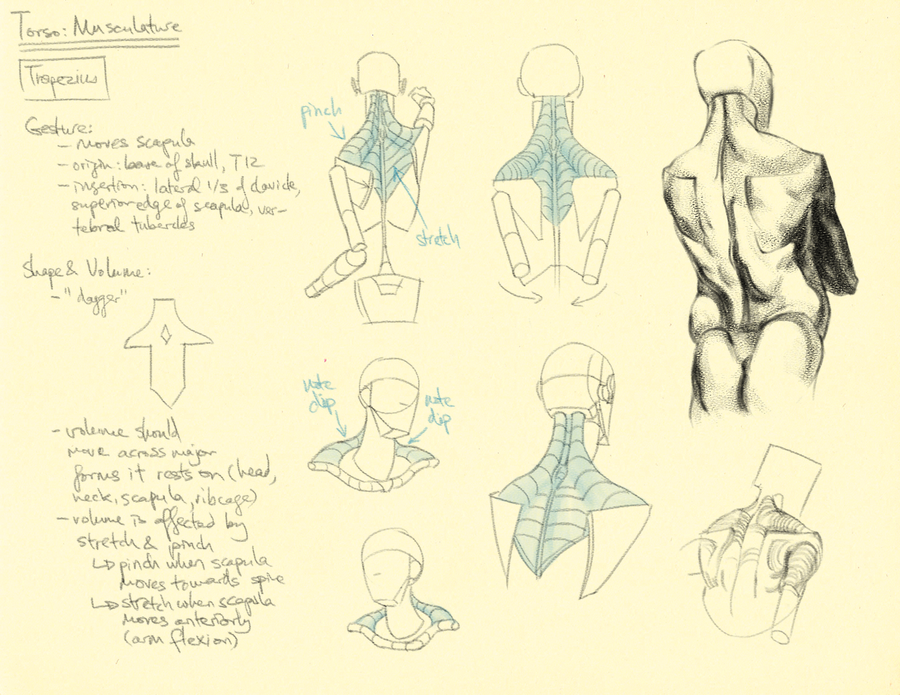 Torso: Musculature
Trapezius
Gesture:
- moves scapula
- origin: base of skull, T12
- insertion: lateral 1/3 of clavicle,
superior edge of scapula, ver-
tebral tubercles
Shape & Volume:
- "dagger"
- volume should
move across major
forms it rests on (head,
neck, scapula, ribcage)
- volume is affected by
stretch & pinch
↳ pinch when scapula
moves towards spine
↳ stretch when scapula
moves anteriorly
(arm flexion)
pinch
stretch
note
dip
note
dip